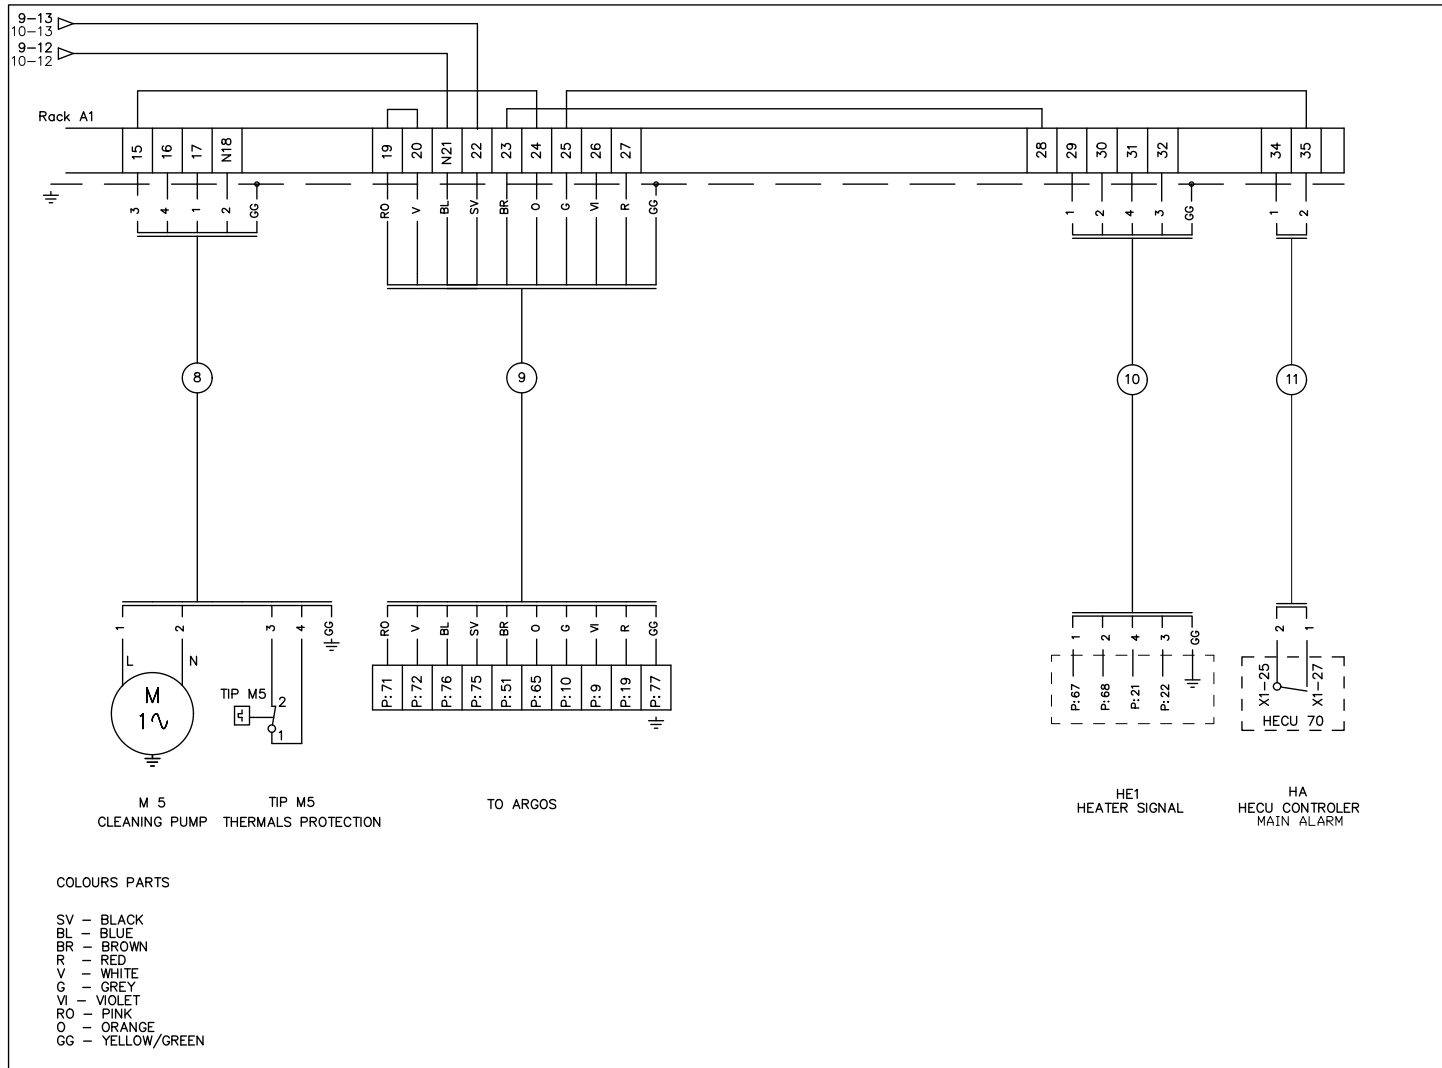 9-13
10-13
9-12
10-12
Rack A1
15 16 17 N18 19 20 N21 22 23 24 25 26 27 28 29 30 31 32 34 35
3 4 1 2 GG RO V BL SV BR O G VI R GG 1 2 4 3 GG 1 2
8 9 10 11
1 2 3 4 GG RO V BL SV BR O G VI R GG 1 2 4 3 GG 2 1
L N
P:71 P:72 P:76 P:75 P:51 P:65 P:10 P:9 P:19 P:77 P:67 P:68 P:21 P:22 X1-25 X1-27
M
1∿
TIP M5
2
1
HECU 70
M 5
CLEANING PUMP
TIP M5
THERMALS PROTECTION
TO ARGOS
HE1
HEATER SIGNAL
HA
HECU CONTROLER
MAIN ALARM
COLOURS PARTS
SV - BLACK
BL - BLUE
BR - BROWN
R - RED
V - WHITE
G - GREY
VI - VIOLET
RO - PINK
O - ORANGE
GG - YELLOW/GREEN